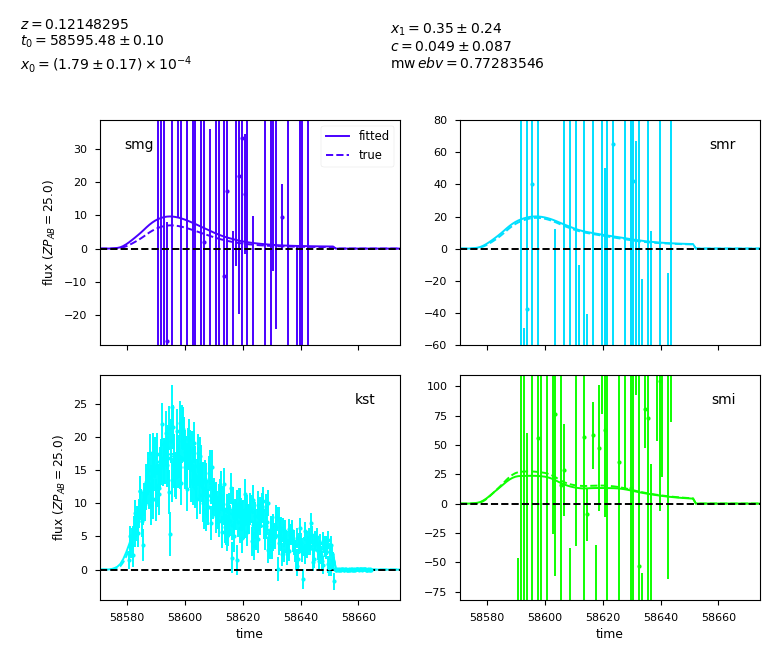 z = 0.12148295
t₀ = 58595.48 ± 0.10
x₀ = (1.79 ± 0.17) × 10⁻⁴
x₁ = 0.35 ± 0.24
c = 0.049 ± 0.087
mw ebv = 0.77283546
smg
fitted
true
30
20
10
0
−10
−20
flux (ZP_AB = 25.0)
smr
80
60
40
20
0
−20
−40
−60
kst
25
20
15
10
5
0
flux (ZP_AB = 25.0)
58580 58600 58620 58640 58660
time
smi
100
75
50
25
0
−25
−50
−75
58580 58600 58620 58640 58660
time